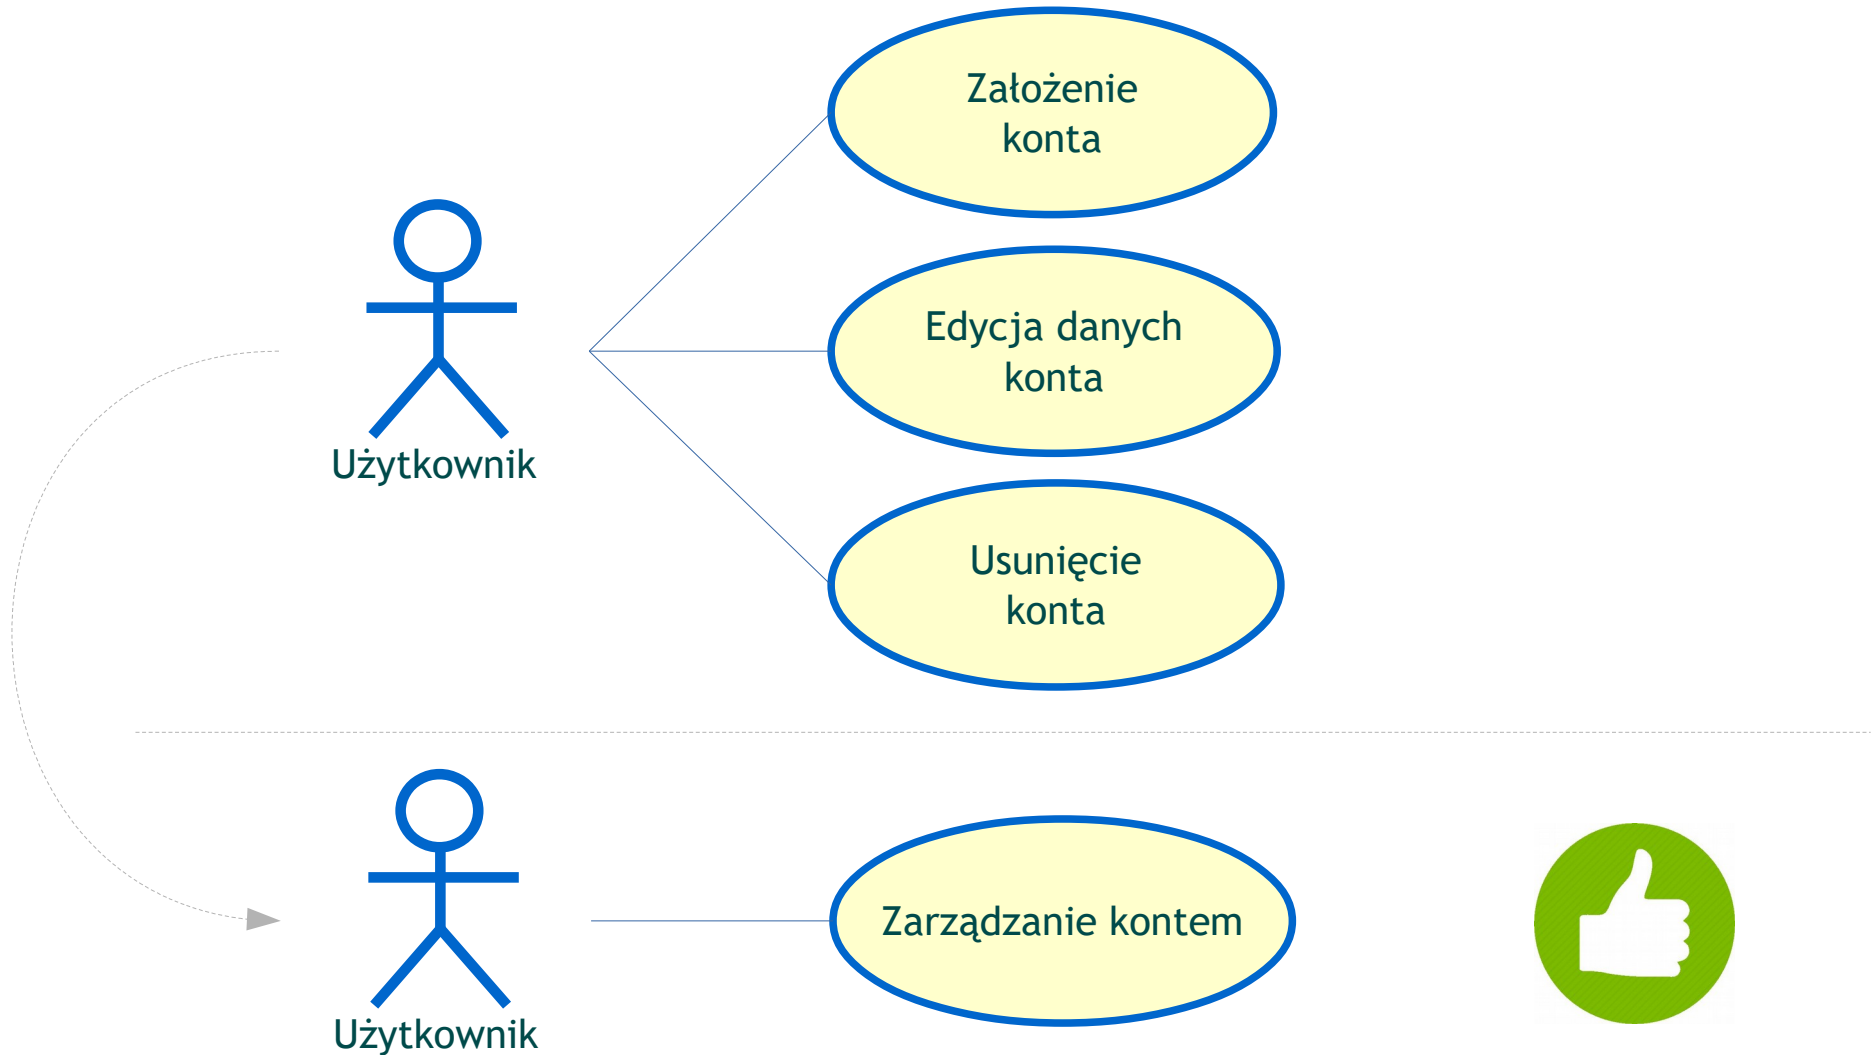 Założenie
konta
Edycja danych
konta
Użytkownik
Usunięcie
konta
Zarządzanie kontem
Użytkownik